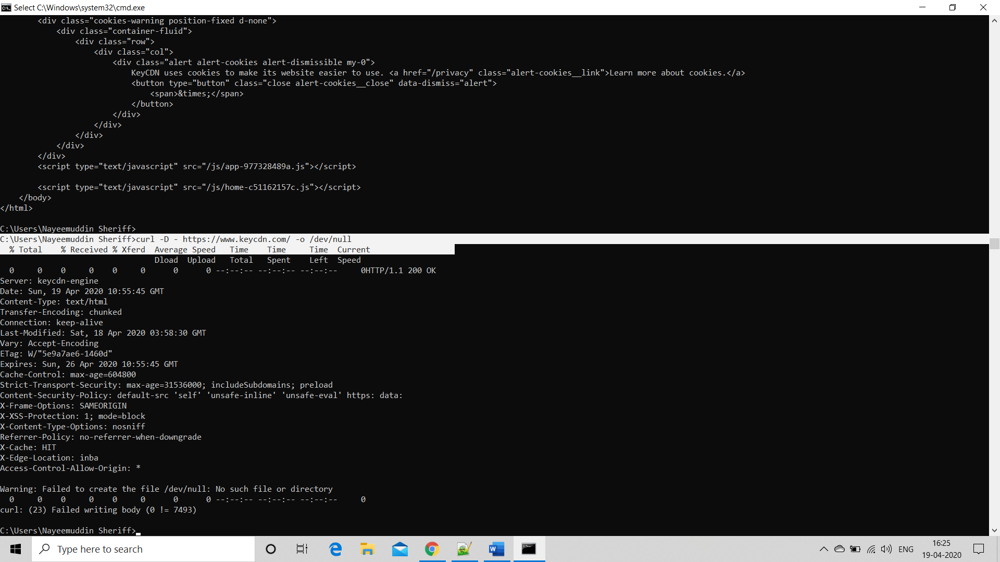 Select C:\Windows\system32\cmd.exe
<div class="cookies-warning position-fixed d-none">
<div class="container-fluid">
<div class="row">
<div class="col">
<div class="alert alert-cookies alert-dismissible my-0">
KeyCDN uses cookies to make its website easier to use. <a href="/privacy" class="alert-cookies__link">Learn more about cookies.</a>
<button type="button" class="close alert-cookies__close" data-dismiss="alert">
<span>&times;</span>
</button>
</div>
</div>
</div>
</div>
</div>
<script type="text/javascript" src="/js/app-977328489a.js"></script>
<script type="text/javascript" src="/js/home-c51162157c.js"></script>
</body>
</html>
C:\Users\Nayeemuddin Sheriff>
C:\Users\Nayeemuddin Sheriff>curl -D - https://www.keycdn.com/ -o /dev/null
% Total % Received % Xferd Average Speed Time Time Time Current
Dload Upload Total Spent Left Speed
0 0 0 0 0 0 0 0 --:--:-- --:--:-- --:--:-- 0HTTP/1.1 200 OK
Server: keycdn-engine
Date: Sun, 19 Apr 2020 10:55:45 GMT
Content-Type: text/html
Transfer-Encoding: chunked
Connection: keep-alive
Last-Modified: Sat, 18 Apr 2020 03:58:30 GMT
Vary: Accept-Encoding
ETag: W/"5e9a7ae6-1460d"
Expires: Sun, 26 Apr 2020 10:55:45 GMT
Cache-Control: max-age=604800
Strict-Transport-Security: max-age=31536000; includeSubdomains; preload
Content-Security-Policy: default-src 'self' 'unsafe-inline' 'unsafe-eval' https: data:
X-Frame-Options: SAMEORIGIN
X-XSS-Protection: 1; mode=block
X-Content-Type-Options: nosniff
Referrer-Policy: no-referrer-when-downgrade
X-Cache: HIT
X-Edge-Location: inba
Access-Control-Allow-Origin: *
Warning: Failed to create the file /dev/null: No such file or directory
0 0 0 0 0 0 0 0 --:--:-- --:--:-- --:--:-- 0
curl: (23) Failed writing body (0 != 7493)
C:\Users\Nayeemuddin Sheriff>
Type here to search
ENG
16:25
19-04-2020